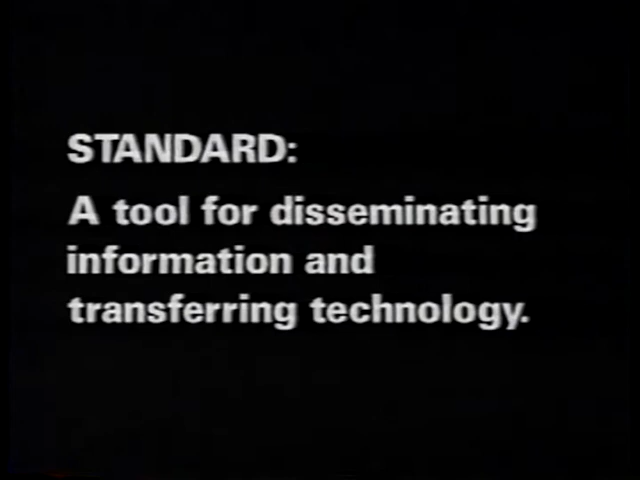 STANDARD:
A tool for disseminating
information and
transferring technology.